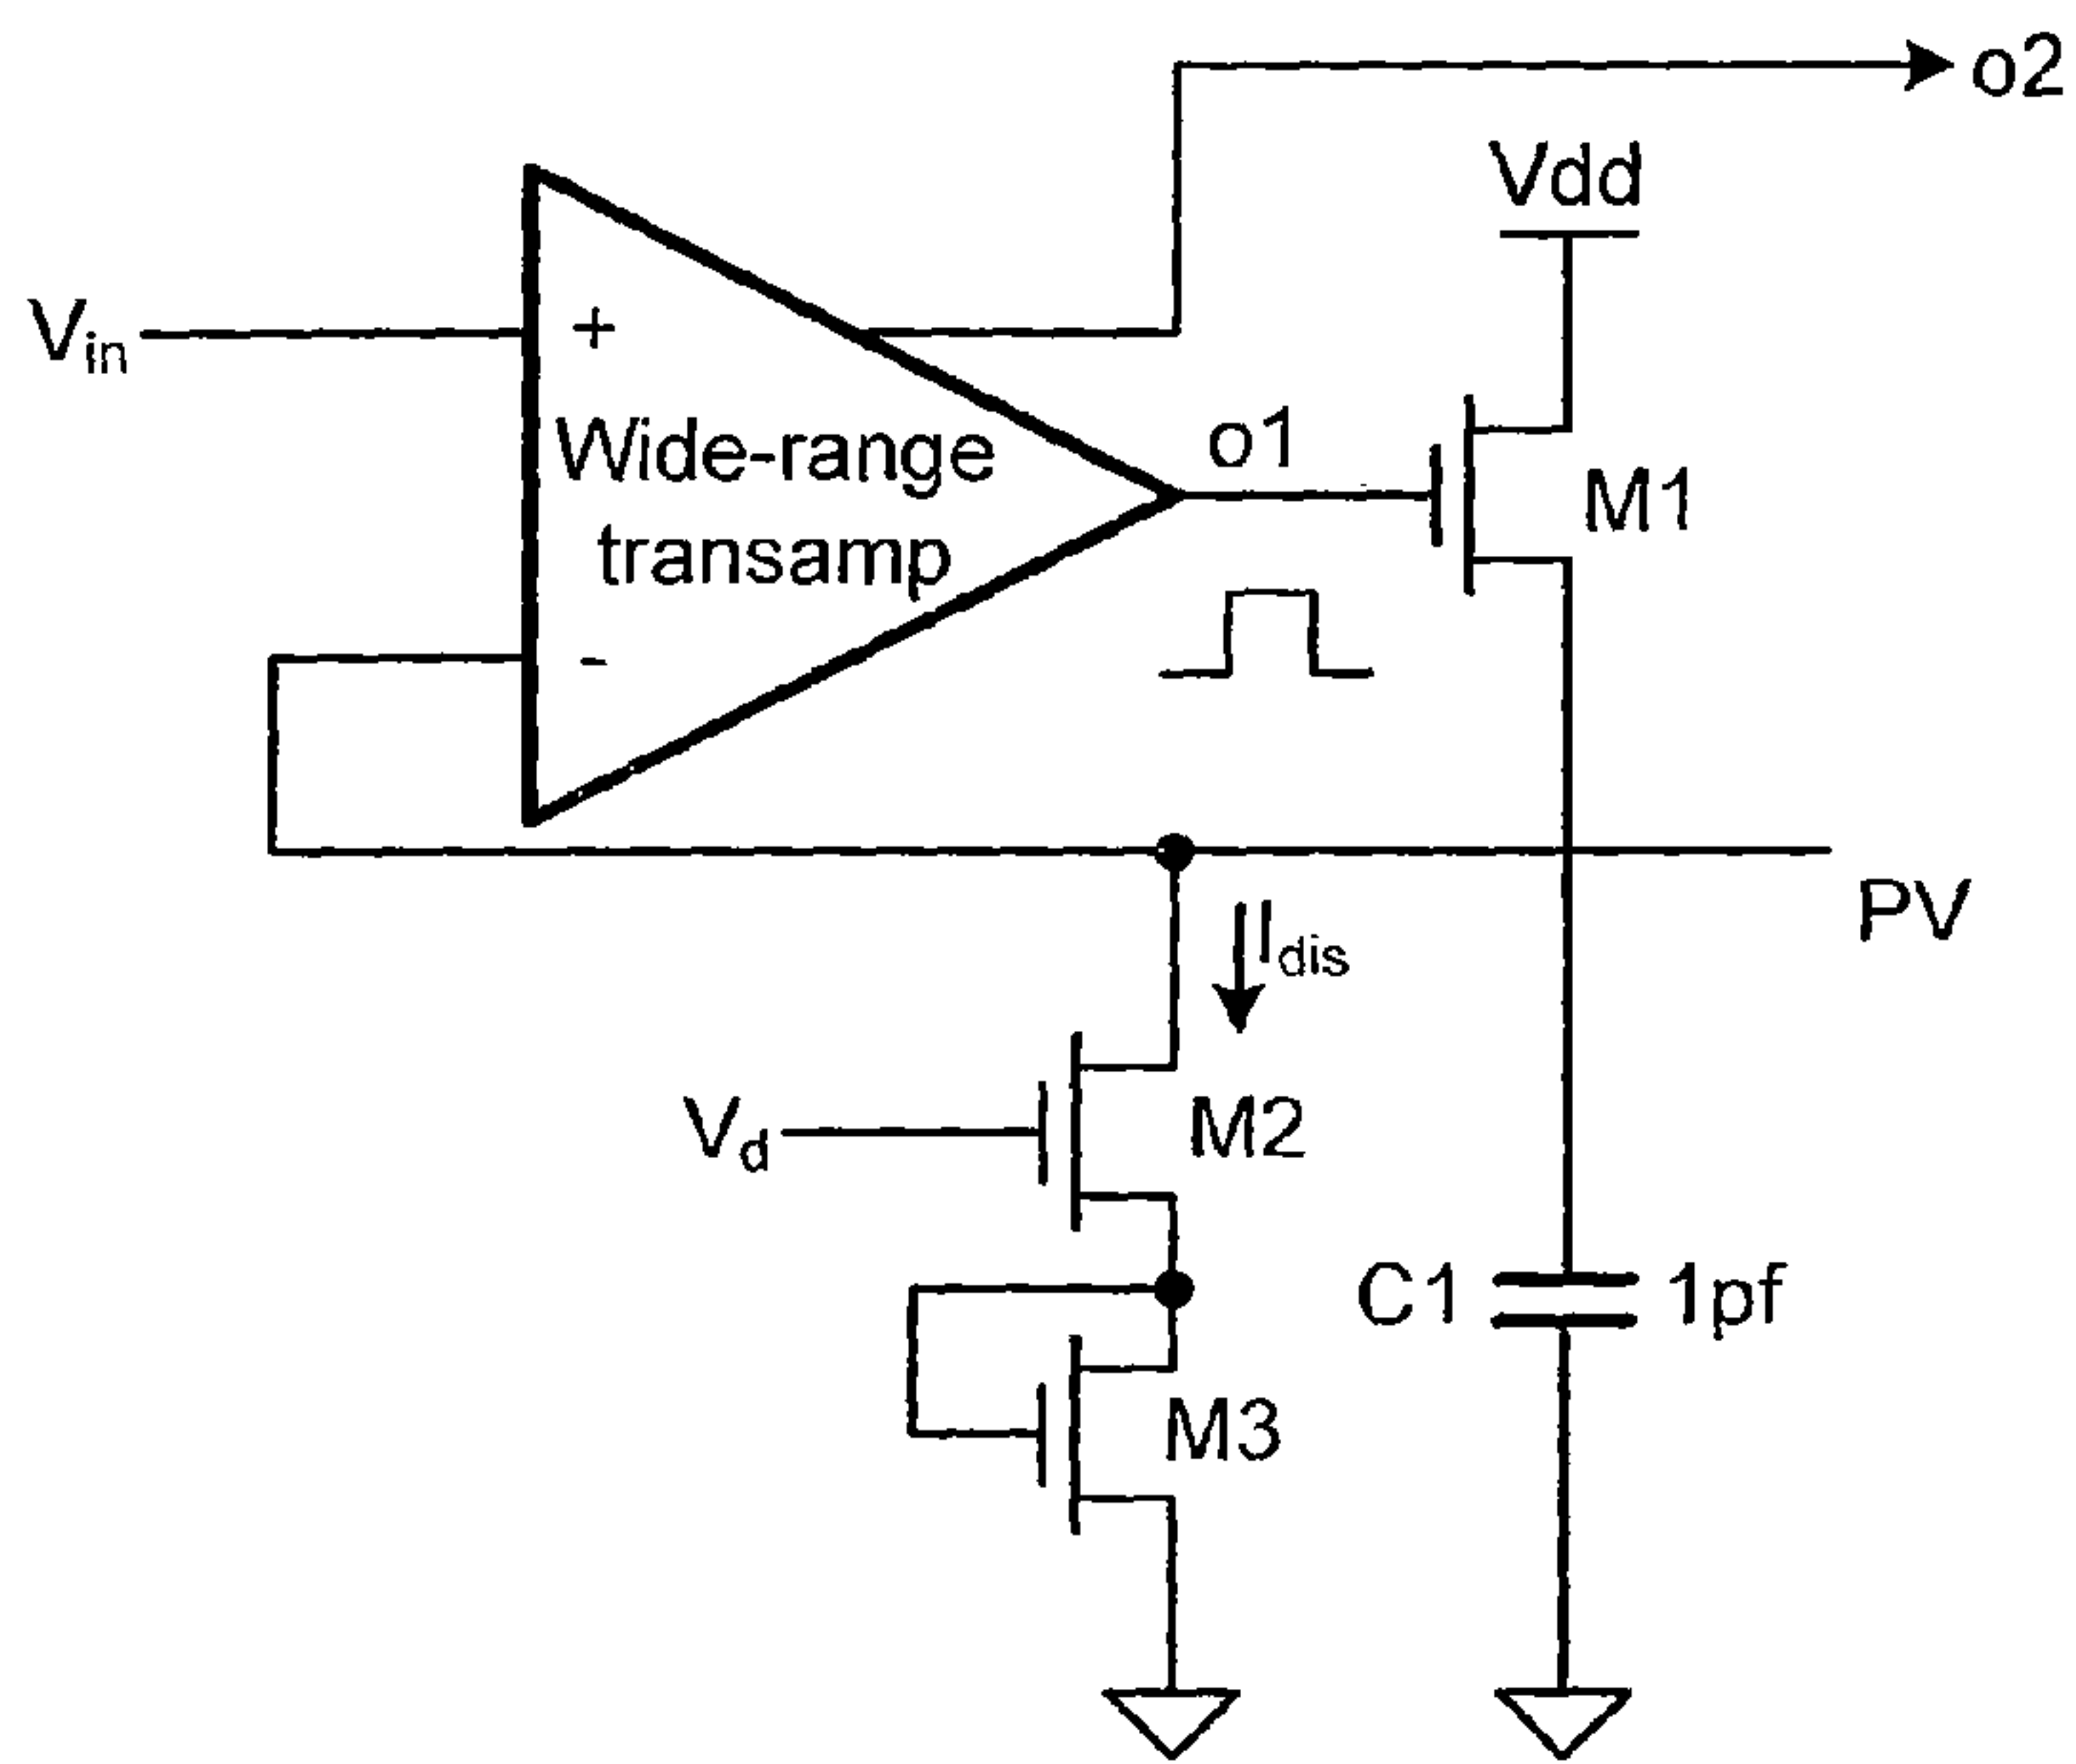 o2
Vdd
Vin
+
Wide-range
transamp
o1
M1
-
PV
Idis
Vd
M2
C1
1pf
M3